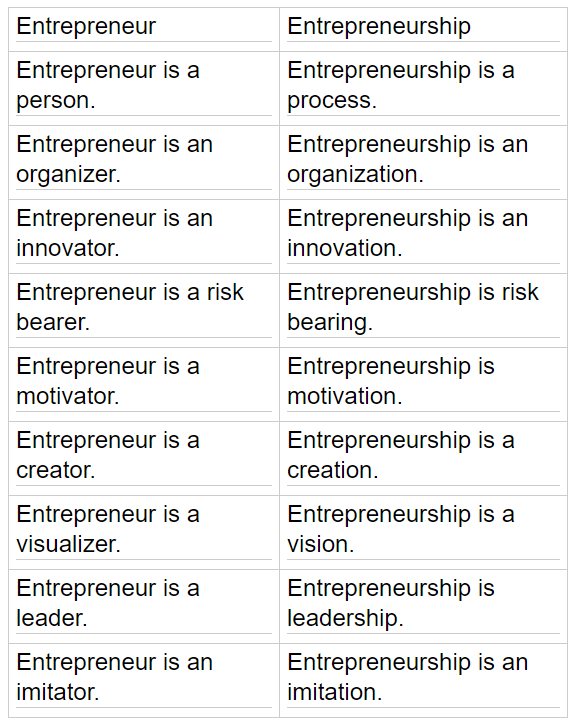 Entrepreneur
Entrepreneurship
Entrepreneur is a
person.
Entrepreneurship is a
process.
Entrepreneur is an
organizer.
Entrepreneurship is an
organization.
Entrepreneur is an
innovator.
Entrepreneurship is an
innovation.
Entrepreneur is a risk
bearer.
Entrepreneurship is risk
bearing.
Entrepreneur is a
motivator.
Entrepreneurship is
motivation.
Entrepreneur is a
creator.
Entrepreneurship is a
creation.
Entrepreneur is a
visualizer.
Entrepreneurship is a
vision.
Entrepreneur is a
leader.
Entrepreneurship is
leadership.
Entrepreneur is an
imitator.
Entrepreneurship is an
imitation.